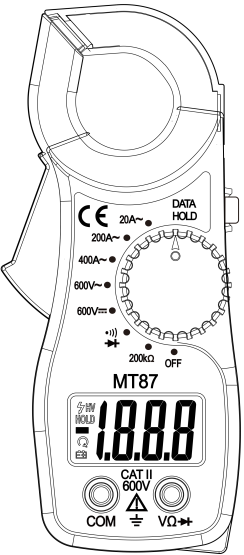 CE
20A~
DATA
HOLD
200A~
400A~
600V~
600V⎓
•)))
200kΩ
OFF
MT87
HV
HOLD
1.8.8.8
CAT II
600V
COM
VΩ